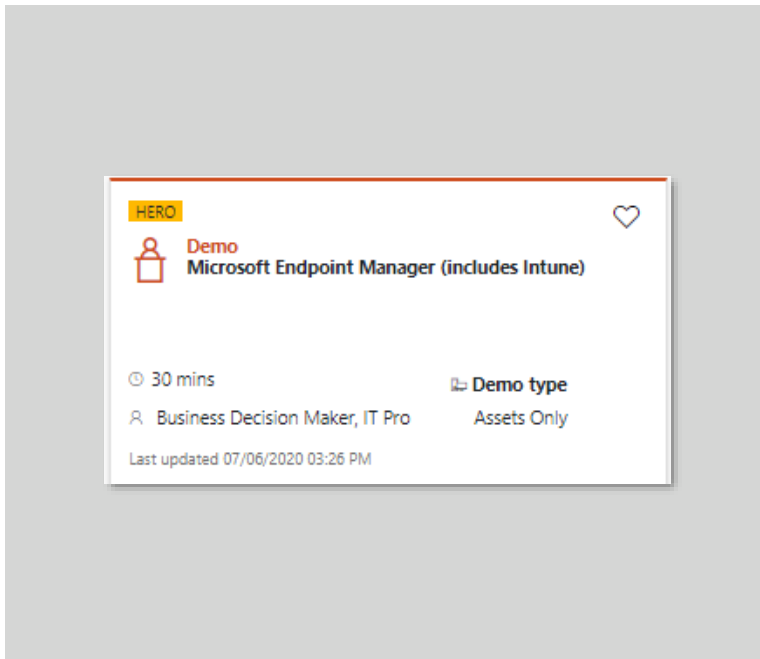 HERO
Demo
Microsoft Endpoint Manager (includes Intune)
30 mins
Demo type
Business Decision Maker, IT Pro
Assets Only
Last updated 07/06/2020 03:26 PM